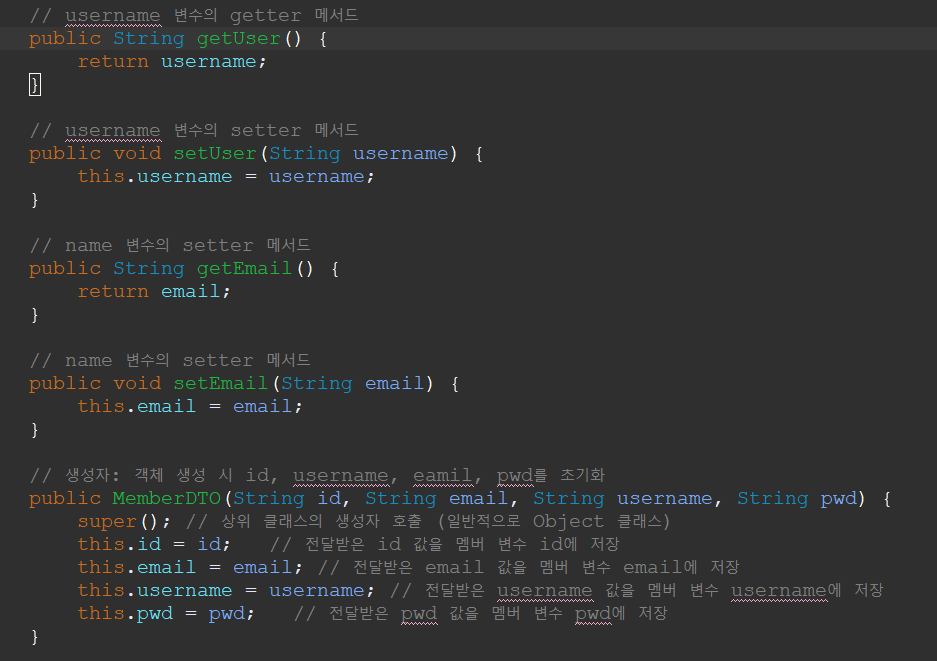 // username 변수의 getter 메서드
public String getUser() {
    return username;
}

// username 변수의 setter 메서드
public void setUser(String username) {
    this.username = username;
}

// name 변수의 setter 메서드
public String getEmail() {
    return email;
}

// name 변수의 setter 메서드
public void setEmail(String email) {
    this.email = email;
}

// 생성자: 객체 생성 시 id, username, eamil, pwd를 초기화
public MemberDTO(String id, String email, String username, String pwd) {
    super(); // 상위 클래스의 생성자 호출 (일반적으로 Object 클래스)
    this.id = id;   // 전달받은 id 값을 멤버 변수 id에 저장
    this.email = email; // 전달받은 email 값을 멤버 변수 email에 저장
    this.username = username; // 전달받은 username 값을 멤버 변수 username에 저장
    this.pwd = pwd;   // 전달받은 pwd 값을 멤버 변수 pwd에 저장
}